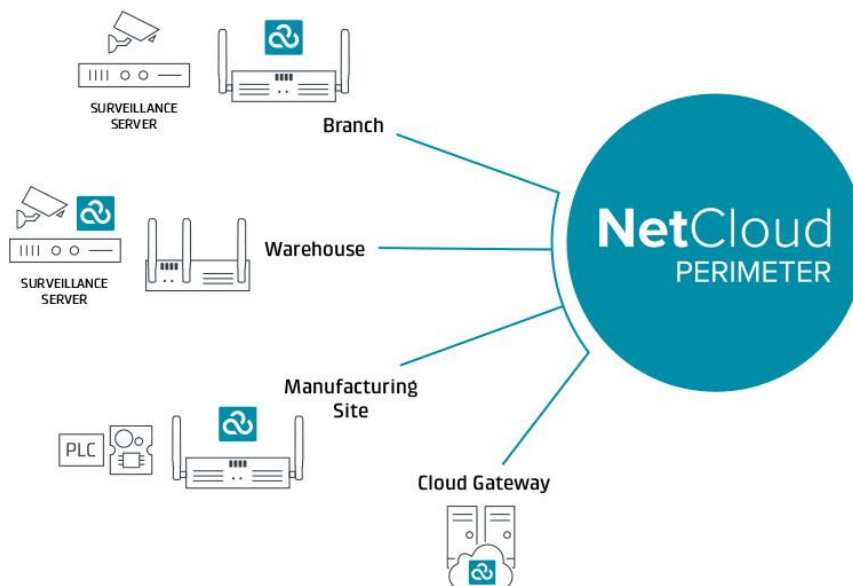 SURVEILLANCE
SERVER
Branch
NetCloud
PERIMETER
Warehouse
SURVEILLANCE
SERVER
Manufacturing
Site
PLC
Cloud Gateway